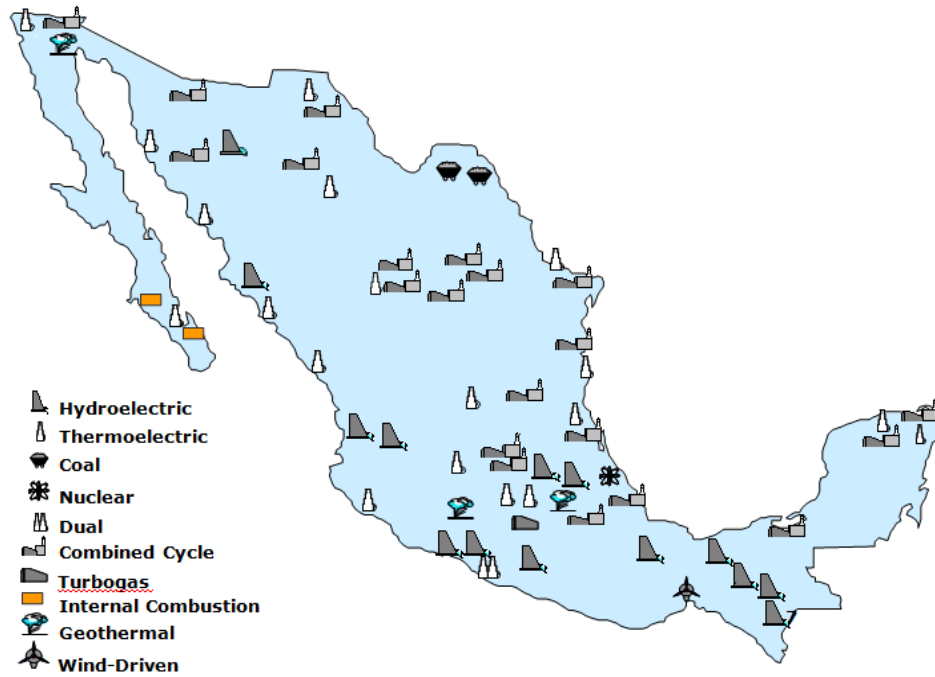 Hydroelectric
Thermoelectric
Coal
Nuclear
Dual
Combined Cycle
Turbogas
Internal Combustion
Geothermal
Wind-Driven